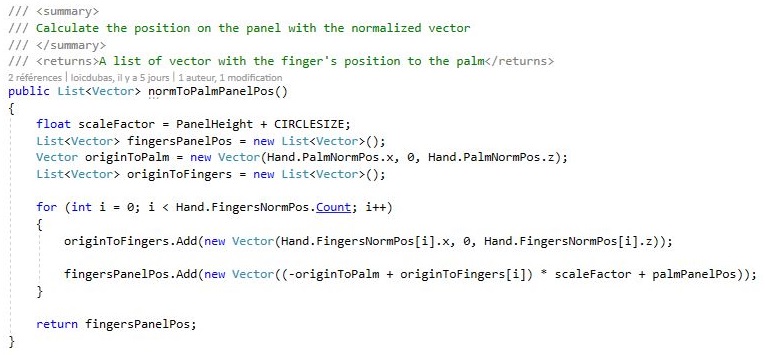 /// <summary>
/// Calculate the position on the panel with the normalized vector
/// </summary>
/// <returns>A list of vector with the finger's position to the palm</returns>
2 références | loicdubas, il y a 5 jours | 1 auteur, 1 modification
public List<Vector> normToPalmPanelPos()
{
    float scaleFactor = PanelHeight + CIRCLESIZE;
    List<Vector> fingersPanelPos = new List<Vector>();
    Vector originToPalm = new Vector(Hand.PalmNormPos.x, 0, Hand.PalmNormPos.z);
    List<Vector> originToFingers = new List<Vector>();

    for (int i = 0; i < Hand.FingersNormPos.Count; i++)
    {
        originToFingers.Add(new Vector(Hand.FingersNormPos[i].x, 0, Hand.FingersNormPos[i].z));

        fingersPanelPos.Add(new Vector((-originToPalm + originToFingers[i]) * scaleFactor + palmPanelPos));
    }

    return fingersPanelPos;
}